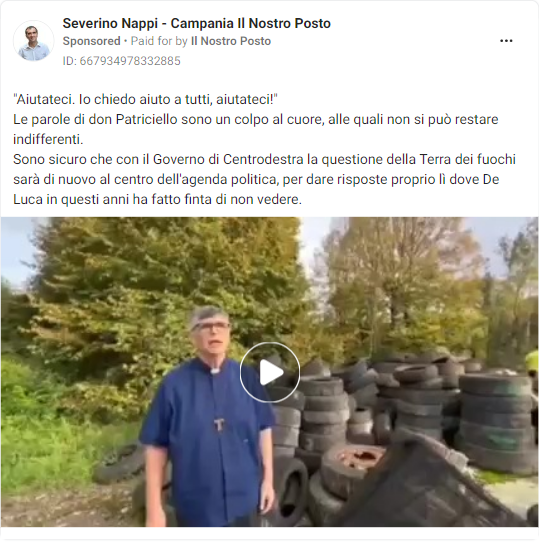 Severino Nappi - Campania Il Nostro Posto
Sponsored • Paid for by Il Nostro Posto
ID: 667934978332885
"Aiutateci. Io chiedo aiuto a tutti, aiutateci!"
Le parole di don Patriciello sono un colpo al cuore, alle quali non si può restare
indifferenti.
Sono sicuro che con il Governo di Centrodestra la questione della Terra dei fuochi
sarà di nuovo al centro dell'agenda politica, per dare risposte proprio lì dove De
Luca in questi anni ha fatto finta di non vedere.